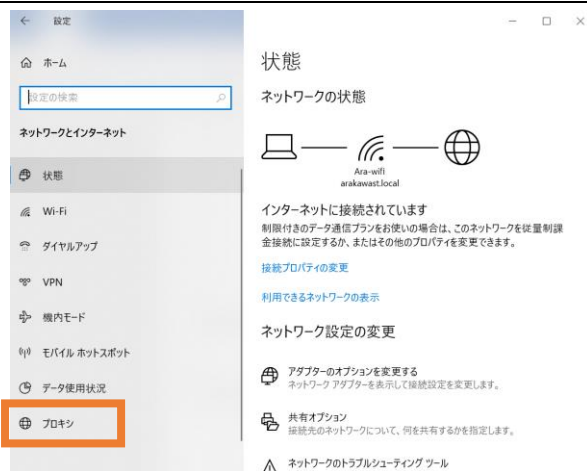 設定
ホーム
設定の検索
ネットワークとインターネット
状態
Wi-Fi
ダイヤルアップ
VPN
機内モード
モバイル ホットスポット
データ使用状況
プロキシ
状態
ネットワークの状態
Ara-wifi
arakawast.local
インターネットに接続されています
制限付きのデータ通信プランをお使いの場合は、このネットワークを従量制課
金接続に設定するか、またはその他のプロパティを変更できます。
接続プロパティの変更
利用できるネットワークの表示
ネットワーク設定の変更
アダプターのオプションを変更する
ネットワーク アダプターを表示して接続設定を変更します。
共有オプション
接続先のネットワークについて、何を共有するかを指定します。
ネットワークのトラブルシューティング ツール